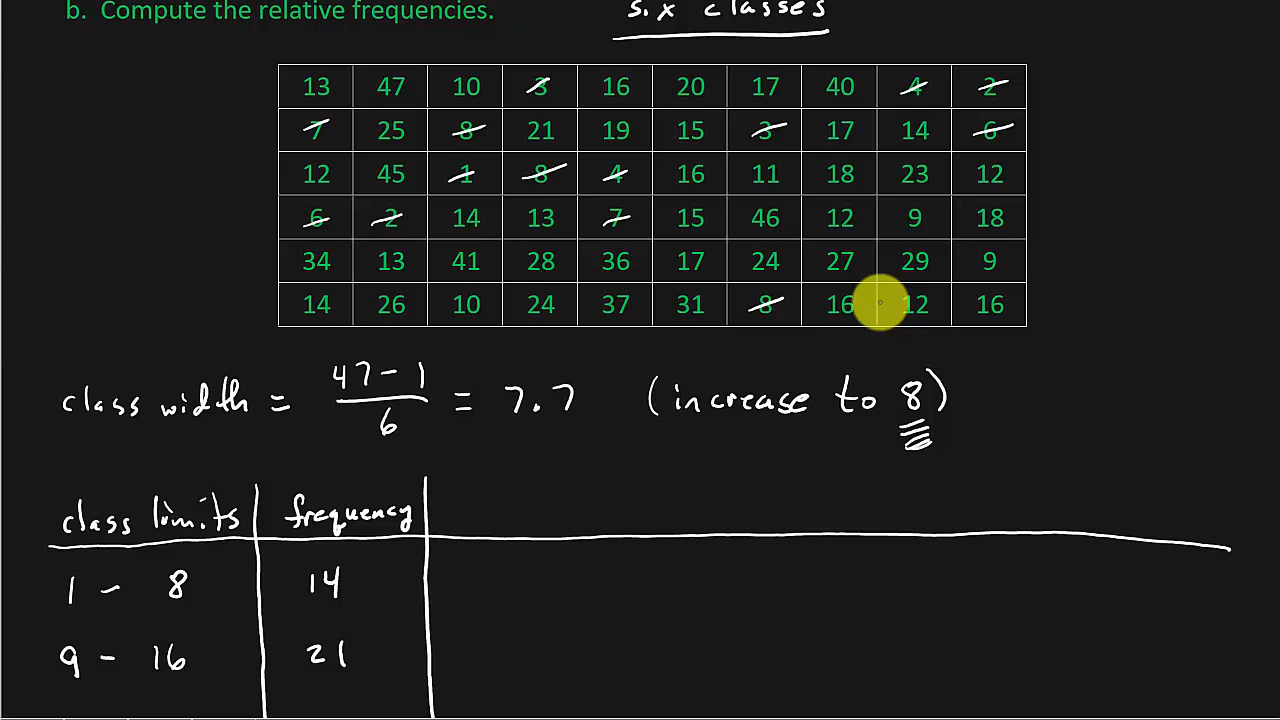 b. Compute the relative frequencies. six classes
13 47 10 3 16 20 17 40 4 2
7 25 8 21 19 15 3 17 14 6
12 45 1 8 4 16 11 18 23 12
6 2 14 13 7 15 46 12 9 18
34 13 41 28 36 17 24 27 29 9
14 26 10 24 37 31 8 16 12 16
class width = 47 - 1 / 6 = 7.7 (increase to 8)
class limits frequency
1 - 8 14
9 - 16 21